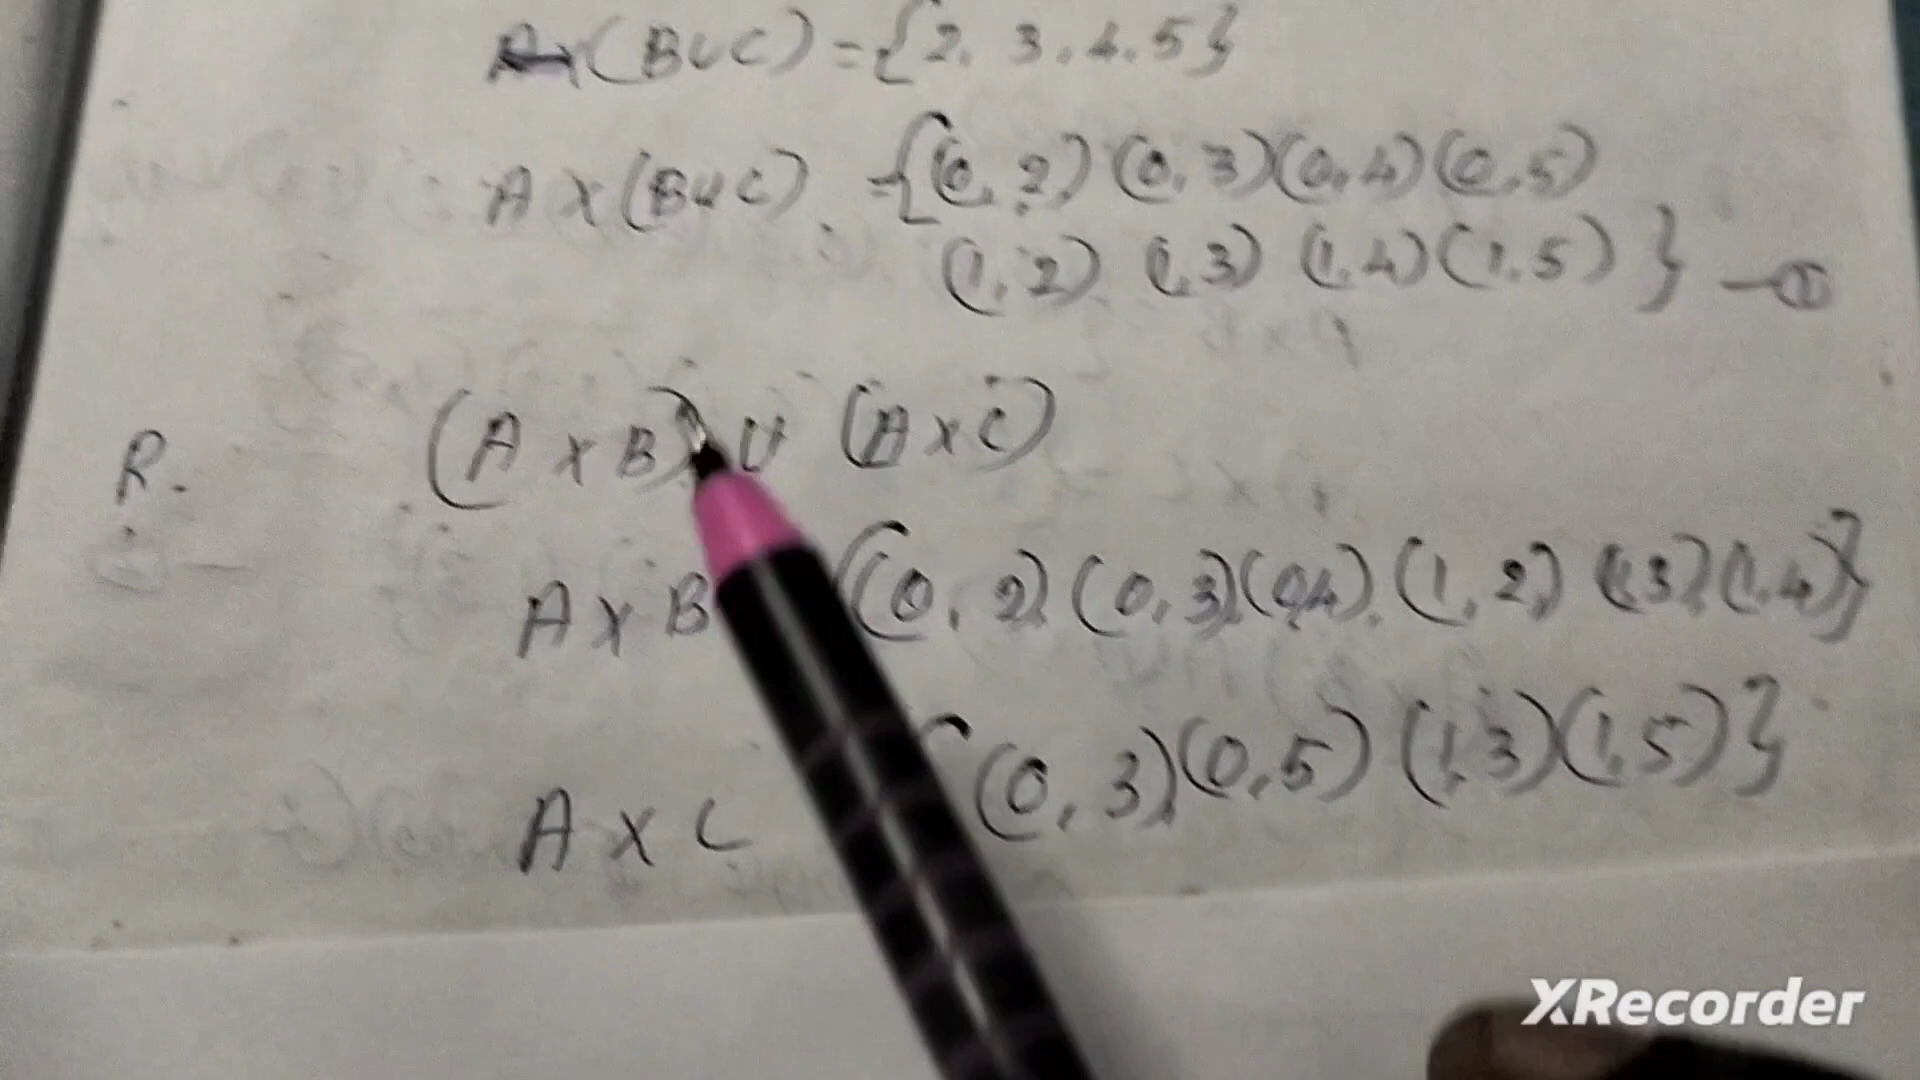 (BUC) = {2, 3, 4, 5}
A X (BUC) = {(0, 2) (0, 3) (0, 4) (0, 5)
(1, 2) (1, 3) (1, 4) (1, 5) } - ①
R. (A X B) U (A X C)
A X B {(0, 2) (0, 3) (0,4). (1, 2) (1,3) (1,4)}
A X C {(0, 3) (0, 5) (1,3) (1,5)}
XRecorder